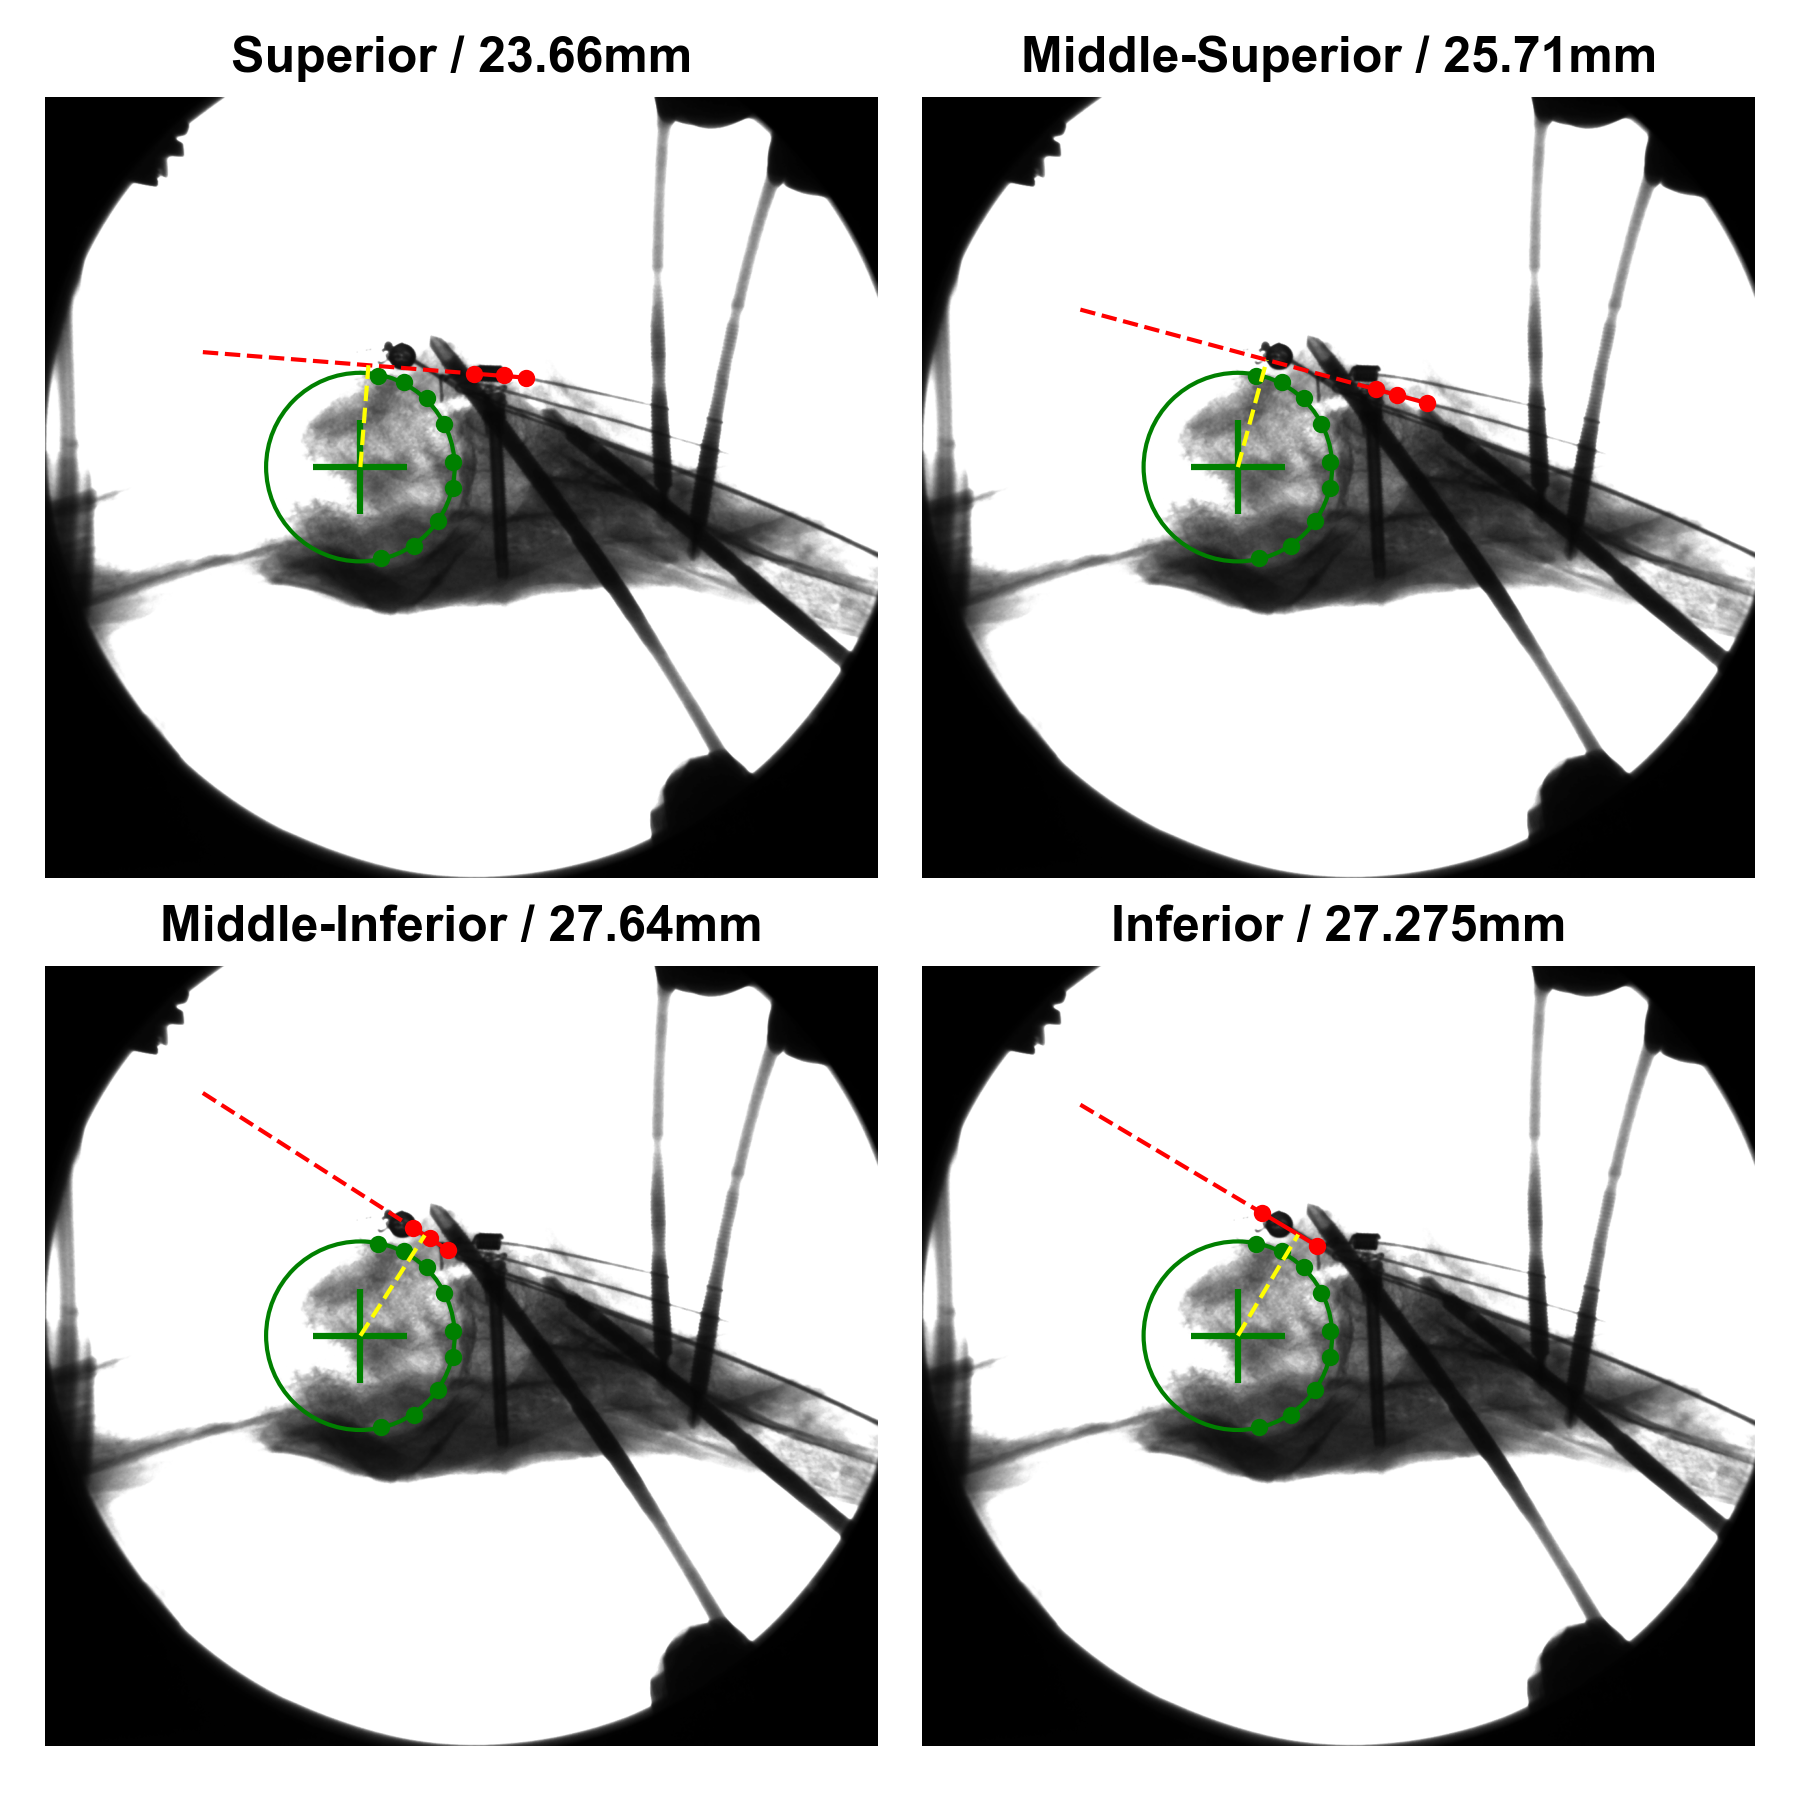 Superior / 23.66mm
Middle-Superior / 25.71mm
Middle-Inferior / 27.64mm
Inferior / 27.275mm